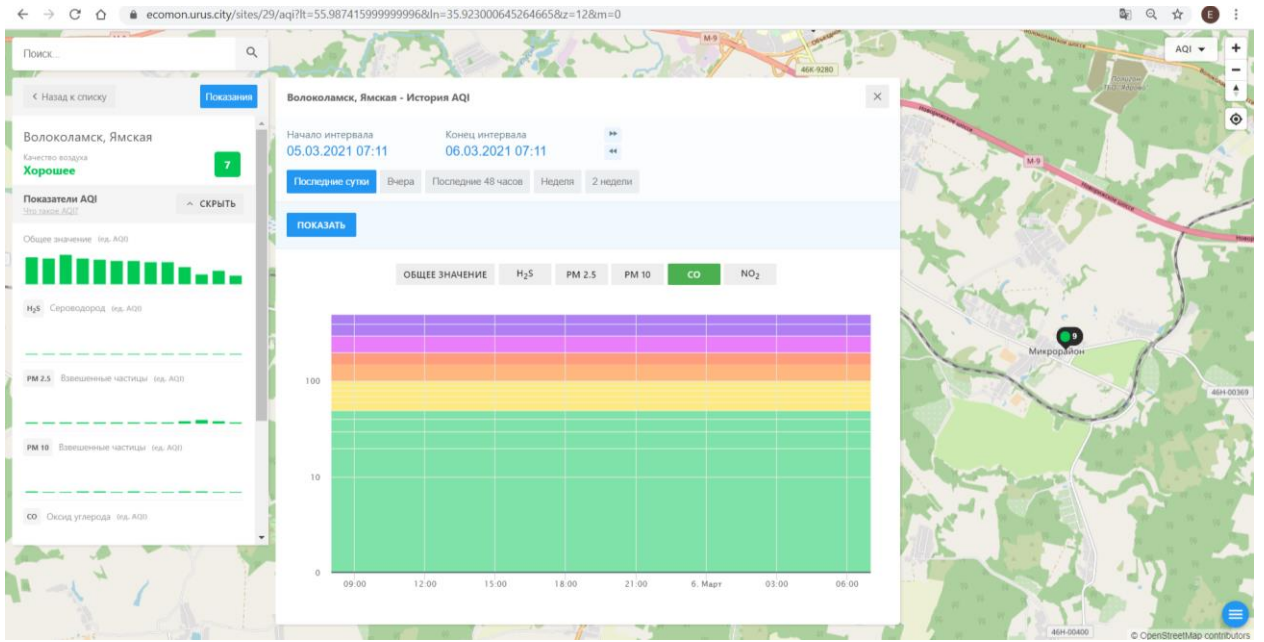 ecomon.urus.city/sites/29/aqi?lt=55.987415999999996&ln=35.923000645264665&z=12&m=0
E
Поиск...
AQI
< Назад к списку
Показания
Волоколамск, Ямская
Качество воздуха
Хорошее
7
Показатели AQI
Что такое AQI?
СКРЫТЬ
Общее значение (ед. AQI)
H₂S Сероводород (ед. AQI)
PM 2.5 Взвешенные частицы (ед. AQI)
PM 10 Взвешенные частицы (ед. AQI)
CO Оксид углерода (ед. AQI)
Волоколамск, Ямская - История AQI
Начало интервала
05.03.2021 07:11
Конец интервала
06.03.2021 07:11
Последние сутки Вчера Последние 48 часов Неделя 2 недели
ПОКАЗАТЬ
ОБЩЕЕ ЗНАЧЕНИЕ H₂S PM 2.5 PM 10 CO NO₂
100
10
0
09:00 12:00 15:00 18:00 21:00 6. Март 03:00 06:00
М-9
46К-9280
Полигон
ТБО "Ядрово"
М-9
Новорижское шоссе
9
Микрорайон
46Н-00369
46Н-00400
© OpenStreetMap contributors